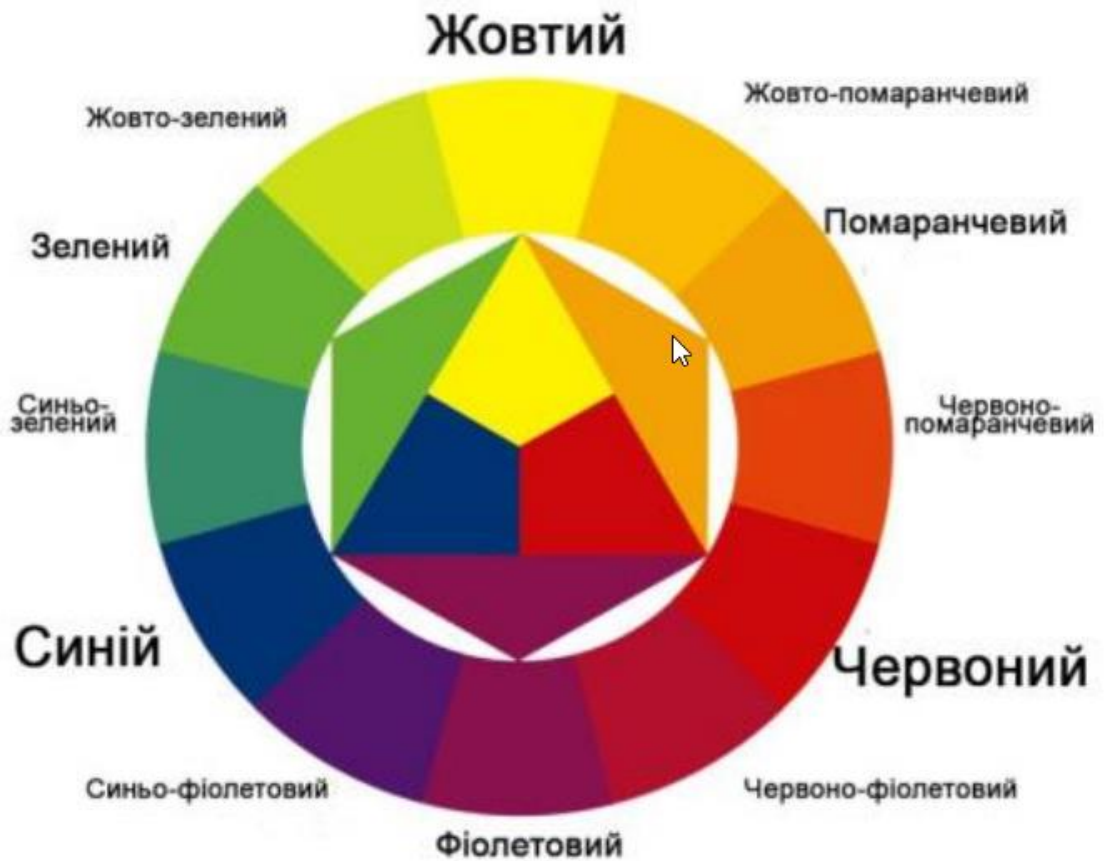 Жовтий
Жовто-зелений
Жовто-помаранчевий
Зелений
Помаранчевий
Синьо-
зелений
Червоно-
помаранчевий
Синій
Червоний
Синьо-фіолетовий
Червоно-фіолетовий
Фіолетовий